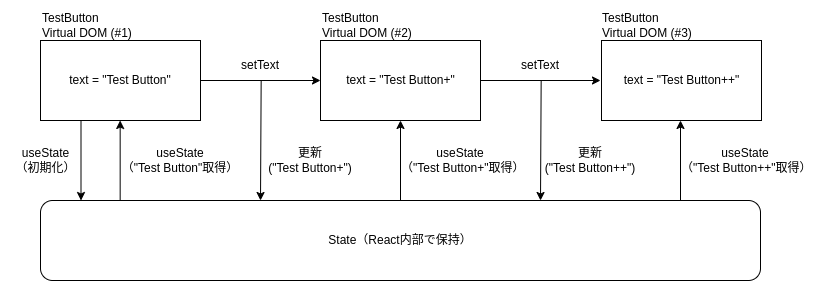 TestButton
Virtual DOM (#1)
TestButton
Virtual DOM (#2)
TestButton
Virtual DOM (#3)
text = "Test Button"
setText
text = "Test Button+"
setText
text = "Test Button++"
useState
（初期化）
useState
（"Test Button"取得）
更新
("Test Button+")
useState
（"Test Button+"取得）
更新
("Test Button++")
useState
（"Test Button++"取得）
State（React内部で保持）